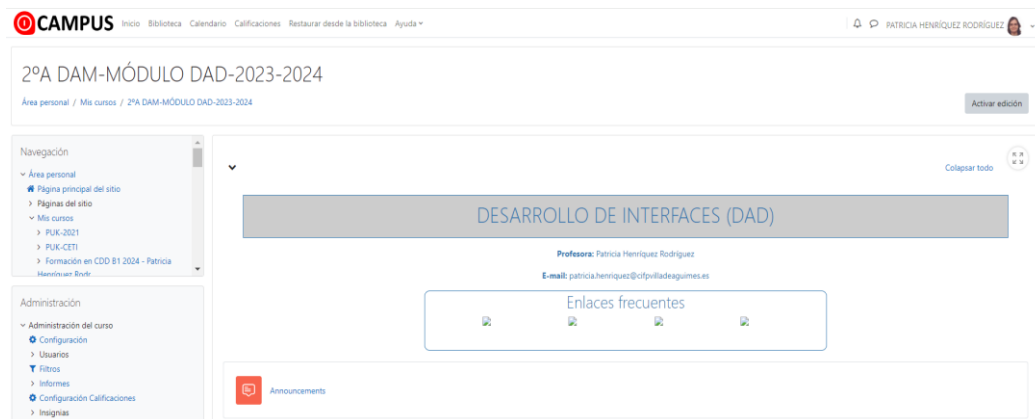 CAMPUS Inicio Biblioteca Calendario Calificaciones Restaurar desde la biblioteca Ayuda PATRICIA HENRÍQUEZ RODRÍGUEZ
2ºA DAM-MÓDULO DAD-2023-2024
Área personal / Mis cursos / 2ºA DAM-MÓDULO DAD-2023-2024
Activar edición
Navegación
Área personal
Página principal del sitio
Páginas del sitio
Mis cursos
PUK-2021
PUK-CETI
Formación en CDD B1 2024 - Patricia
Henríquez Rodr
Administración
Administración del curso
Configuración
Usuarios
Filtros
Informes
Configuración Calificaciones
Insignias
Colapsar todo
DESARROLLO DE INTERFACES (DAD)
Profesora: Patricia Henríquez Rodríguez
E-mail: patricia.henriquez@cifpvilladeaguimes.es
Enlaces frecuentes
Announcements